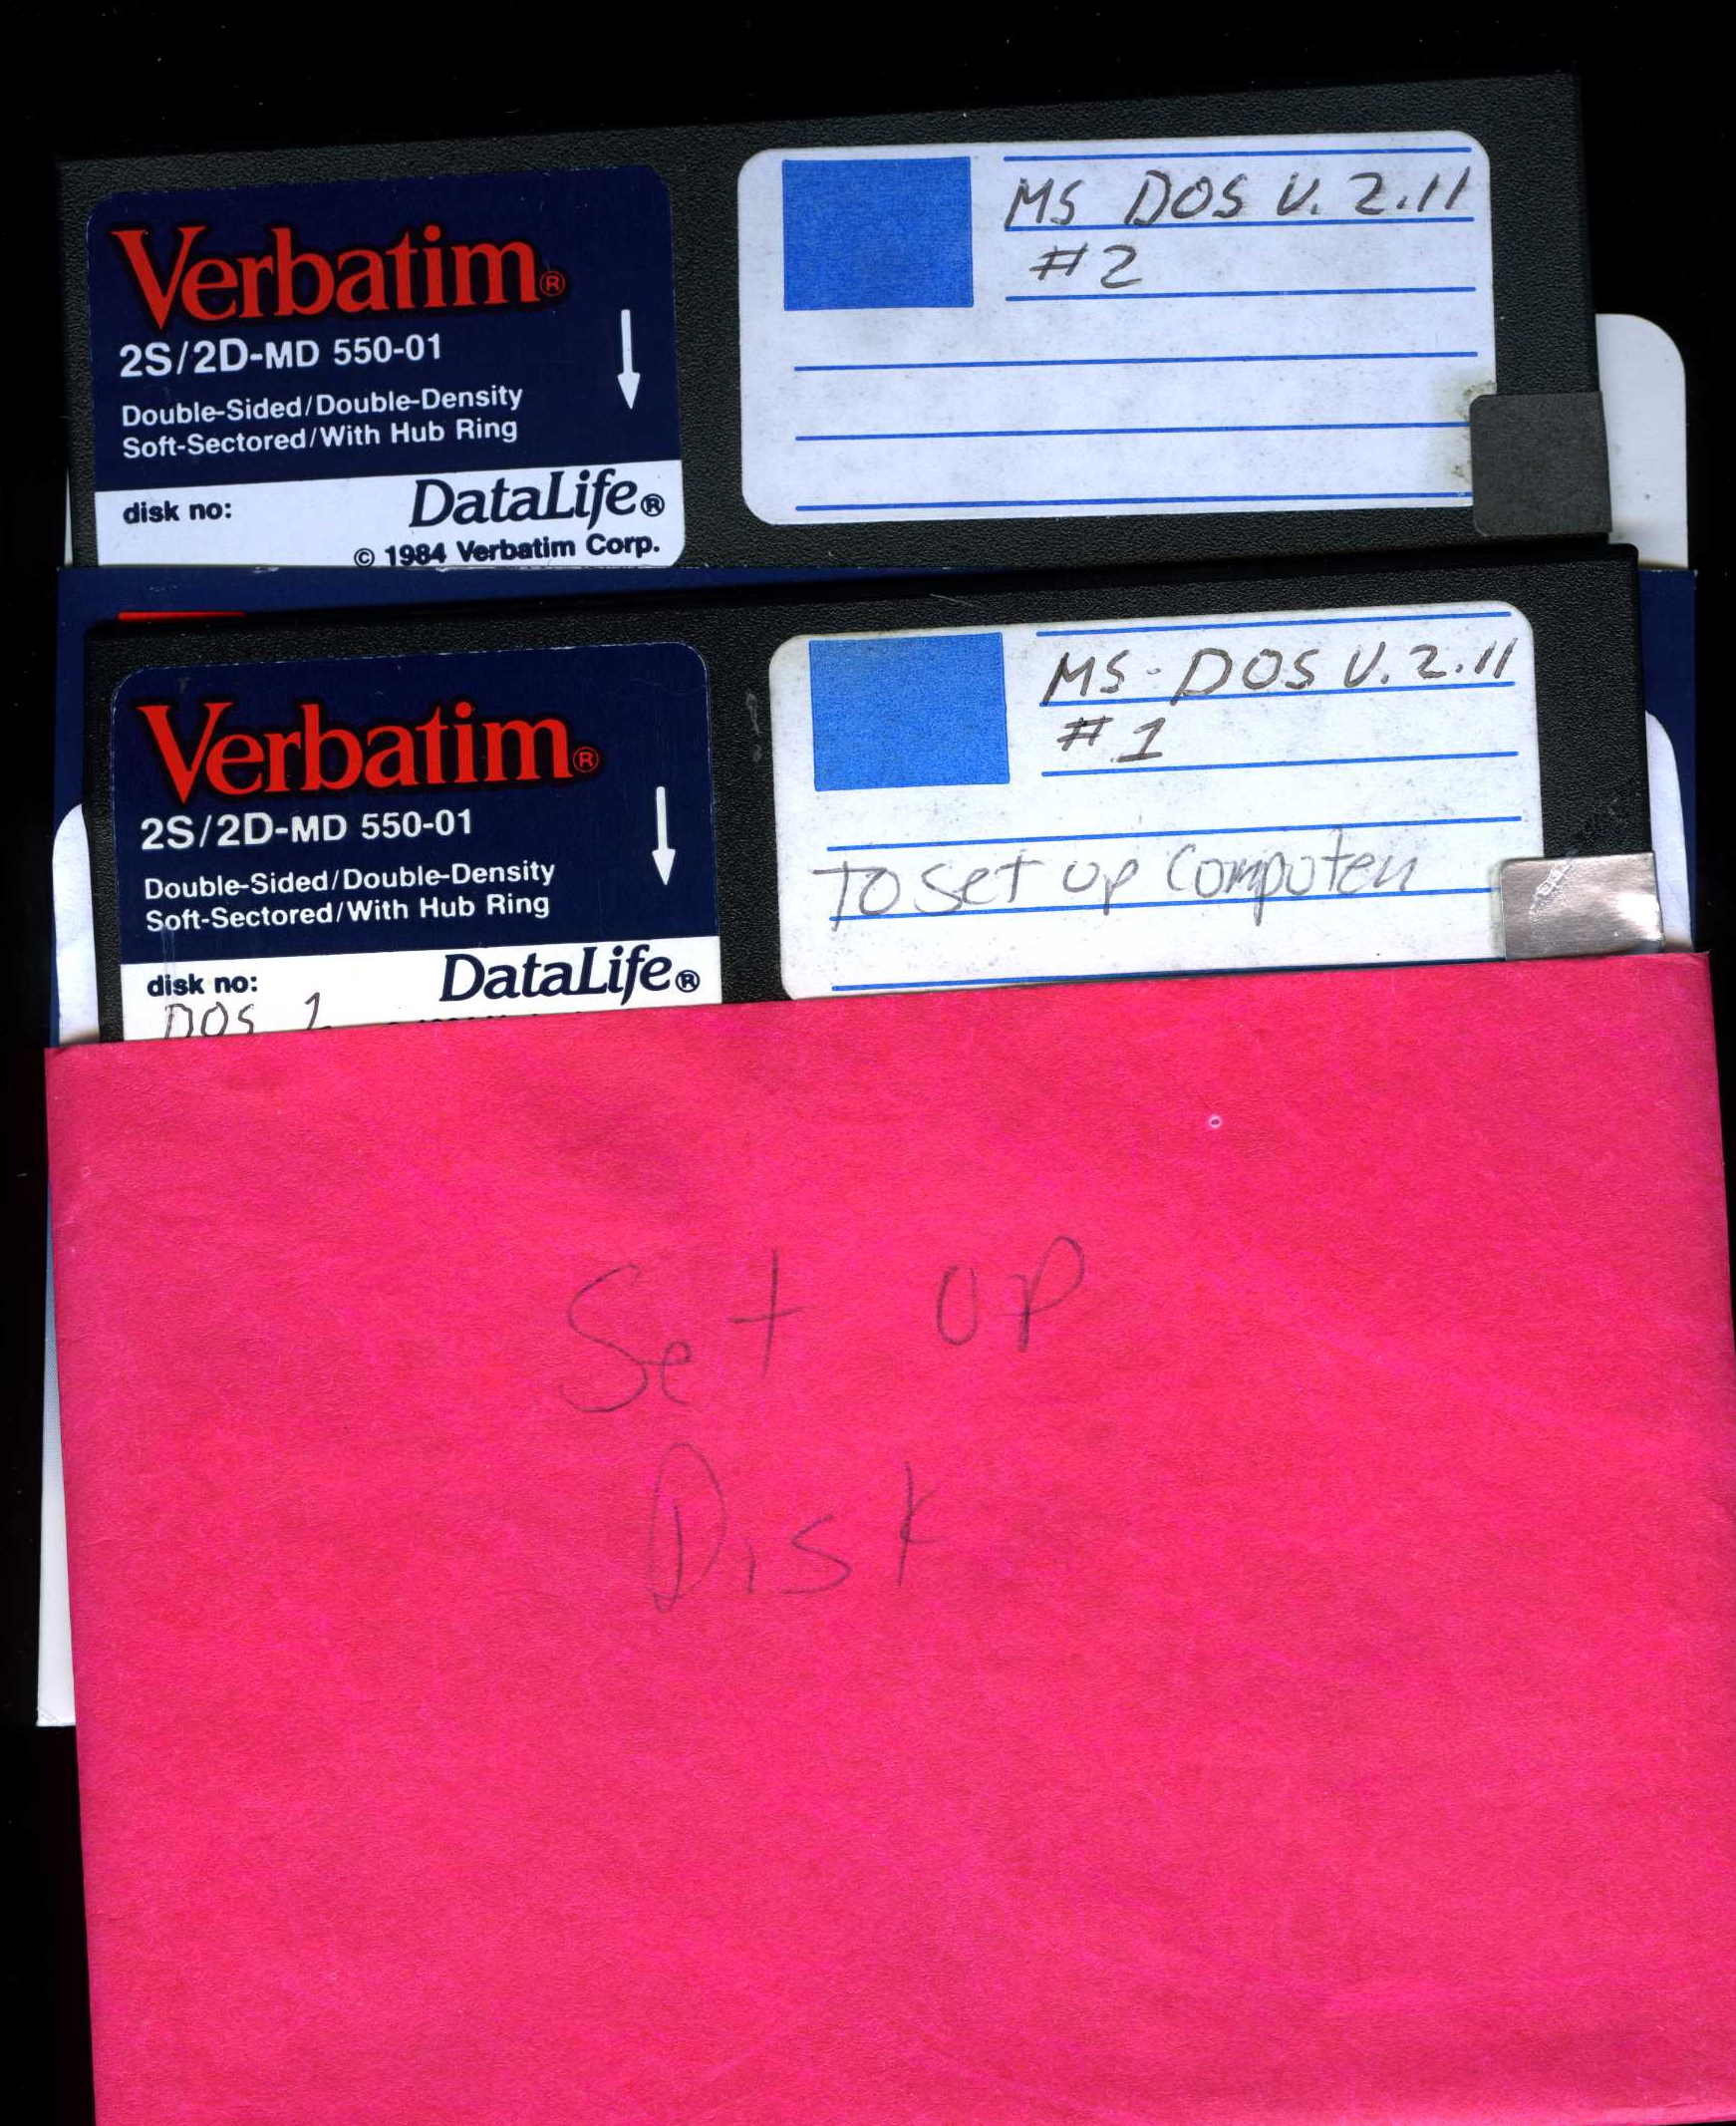 Verbatim®
2S/2D-MD 550-01
Double-Sided/Double-Density
Soft-Sectored/With Hub Ring
disk no:
DataLife®
© 1984 Verbatim Corp.
MS DOS V. 2.11
#2
Verbatim®
2S/2D-MD 550-01
Double-Sided/Double-Density
Soft-Sectored/With Hub Ring
disk no:
DataLife®
DOS 1
MS-DOS V. 2.11
#1
TO Set up Computer
Set up
Disk